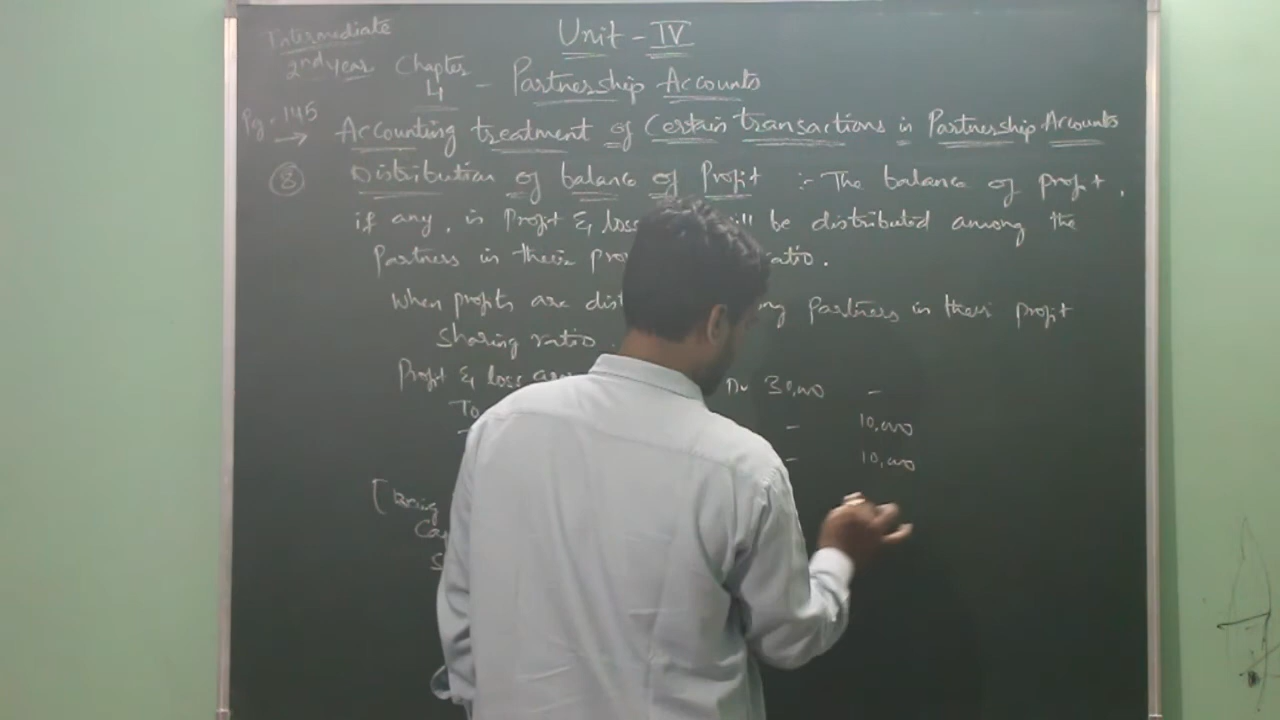 Intermediate
2nd year
Unit - IV
Chapter 4 - Partnership Accounts
Pg - 145
→ Accounting treatment of Certain transactions in Partnership Accounts
⑧ Distribution of balance of Profit :- The balance of profit,
if any, in Profit & loss will be distributed among the
Partners in their ratio.
When profits are Partners in their profit
Sharing ratio.
Profit & loss Dr 30,000 -
To - 10,000
- 10,000
[Being